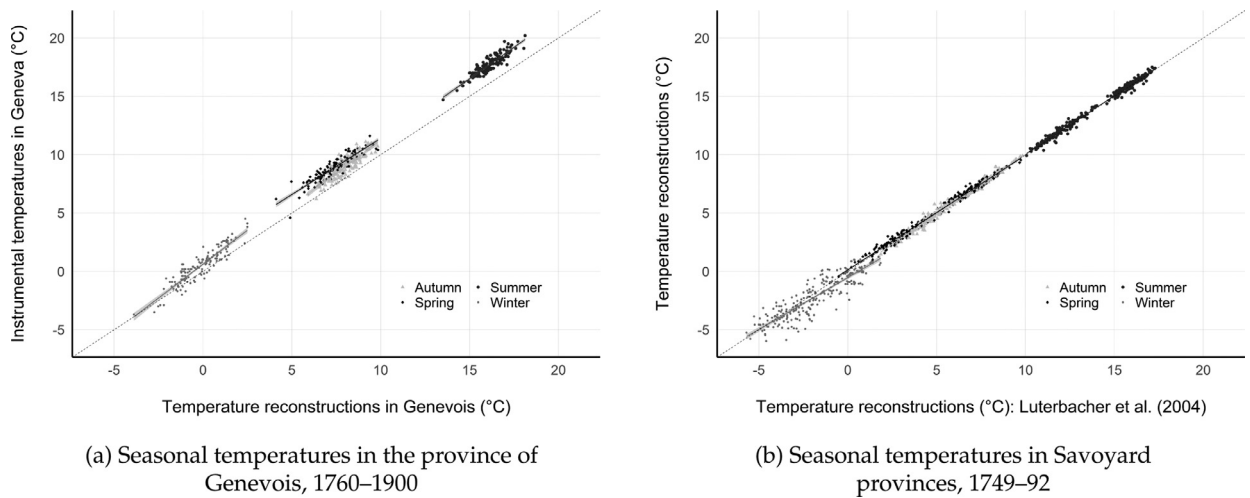 Instrumental temperatures in Geneva (°C)
20
15
10
5
0
-5
Autumn
Summer
Spring
Winter
-5 0 5 10 15 20
Temperature reconstructions in Genevois (°C)
(a) Seasonal temperatures in the province of
Genevois, 1760–1900
Temperature reconstructions (°C)
20
15
10
5
0
-5
Autumn
Summer
Spring
Winter
-5 0 5 10 15 20
Temperature reconstructions (°C): Luterbacher et al. (2004)
(b) Seasonal temperatures in Savoyard
provinces, 1749–92